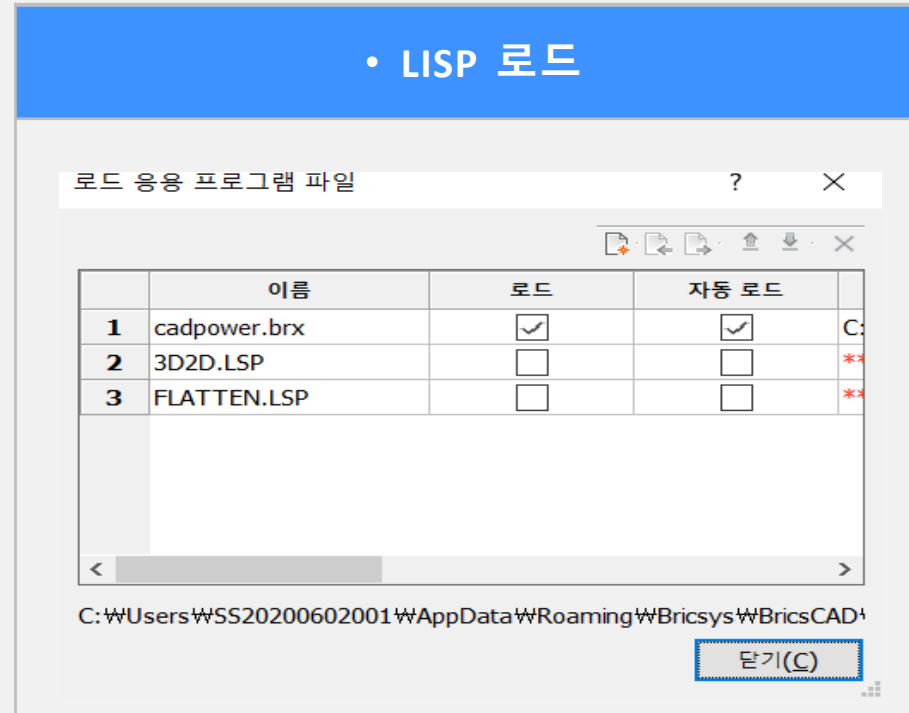 • LISP 로드
로드 응용 프로그램 파일 ?
이름 로드 자동 로드
1 cadpower.brx C:
2 3D2D.LSP **
3 FLATTEN.LSP **
C:₩Users₩SS20200602001₩AppData₩Roaming₩Bricsys₩BricsCAD₩
닫기(C)